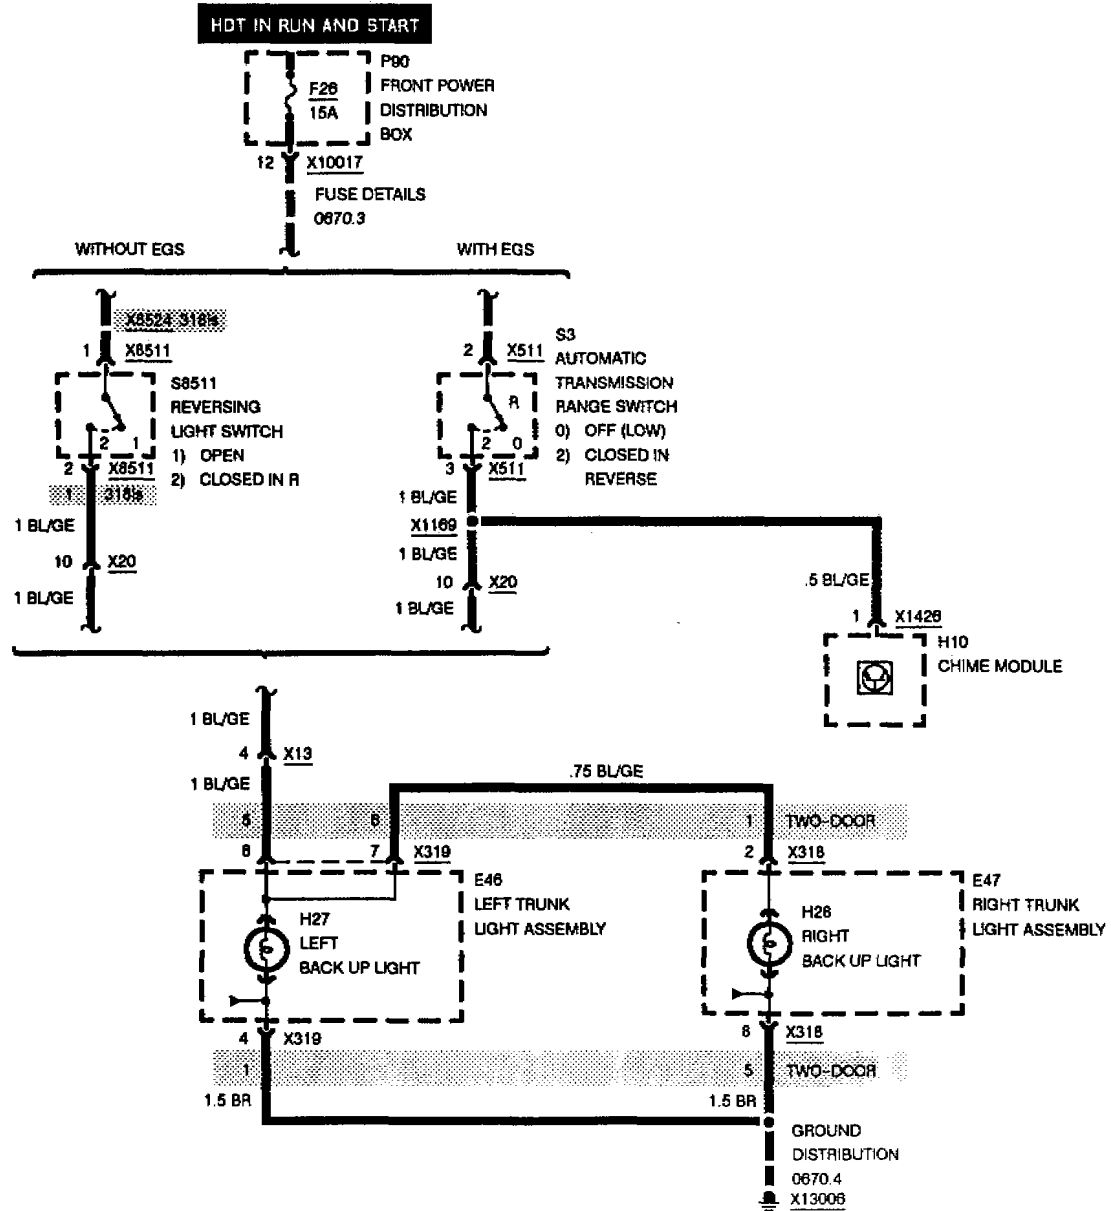 HOT IN RUN AND START
P90
FRONT POWER
DISTRIBUTION
BOX
F26
15A
12 X10017
FUSE DETAILS
0670.3
WITHOUT EGS
WITH EGS
X8524 318is
1 X8511
S8511
REVERSING
LIGHT SWITCH
1) OPEN
2) CLOSED IN R
2 1
2 X8511
1 318is
1 BL/GE
10 X20
1 BL/GE
2 X511
S3
AUTOMATIC
TRANSMISSION
RANGE SWITCH
0) OFF (LOW)
2) CLOSED IN
REVERSE
R
2 0
3 X511
1 BL/GE
X1169
1 BL/GE
10 X20
1 BL/GE
.5 BL/GE
1 X1426
H10
CHIME MODULE
1 BL/GE
4 X13
1 BL/GE
.75 BL/GE
5 6 1 TWO-DOOR
6 7 X319 2 X318
E46
LEFT TRUNK
LIGHT ASSEMBLY
H27
LEFT
BACK UP LIGHT
E47
RIGHT TRUNK
LIGHT ASSEMBLY
H28
RIGHT
BACK UP LIGHT
4 X319 6 X318
1 5 TWO-DOOR
1.5 BR 1.5 BR
GROUND
DISTRIBUTION
0670.4
X13006